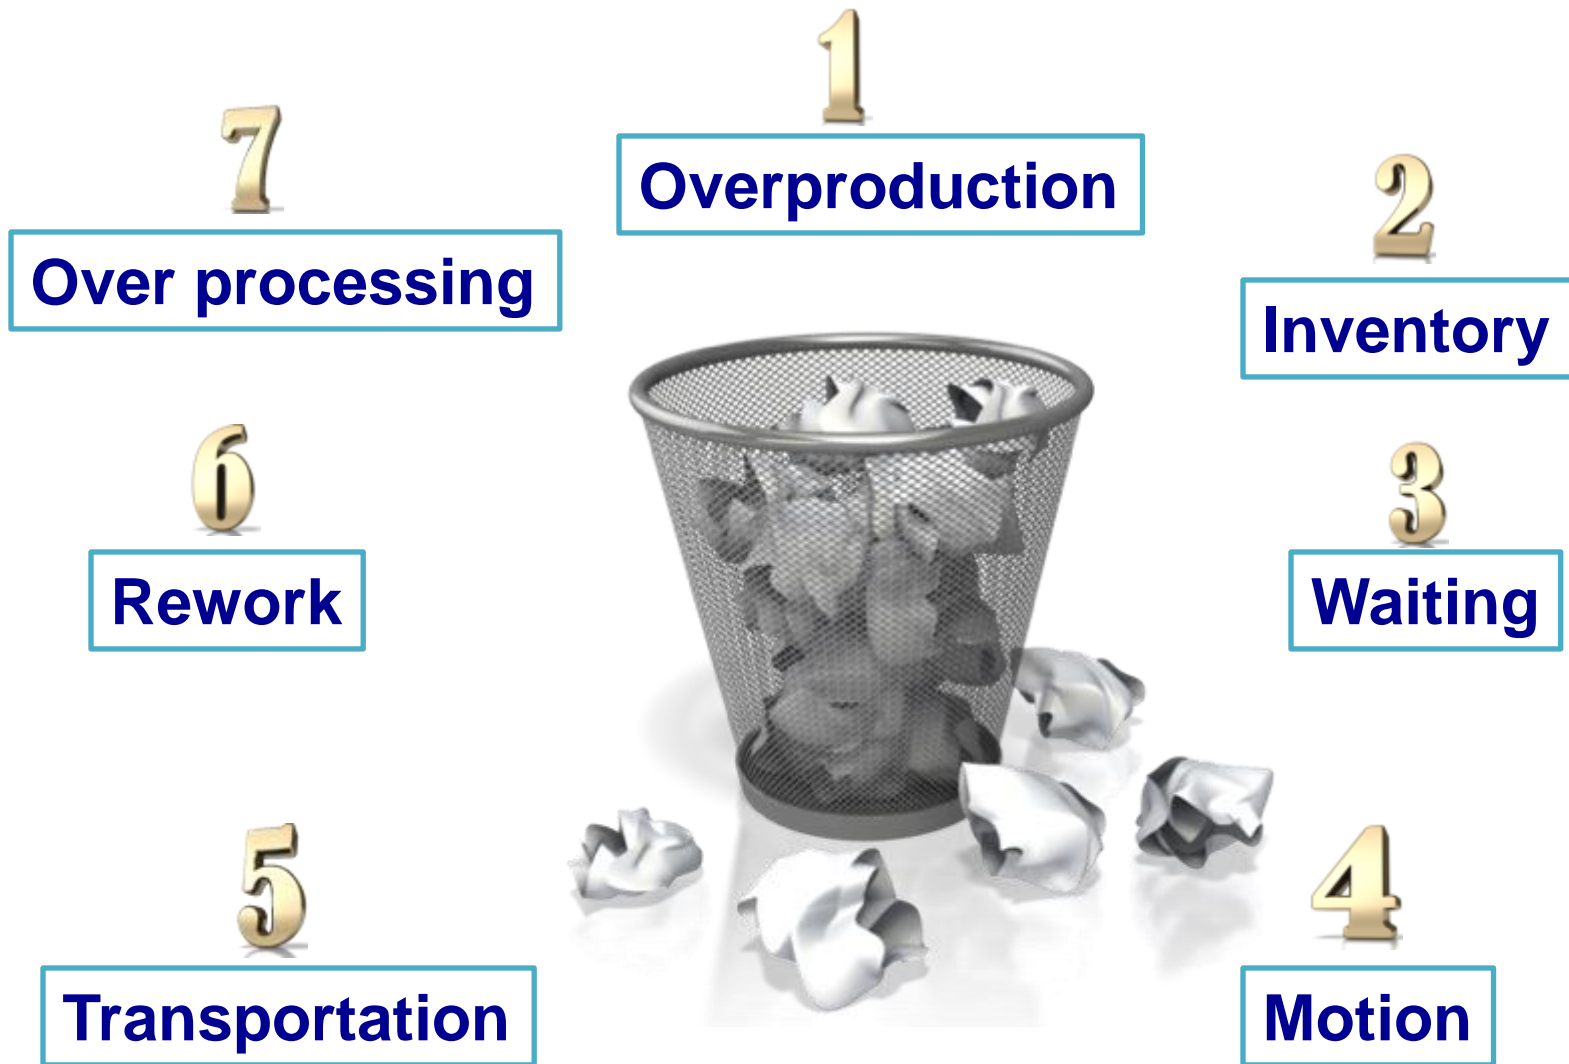 1
Overproduction
2
Inventory
3
Waiting
4
Motion
5
Transportation
6
Rework
7
Over processing